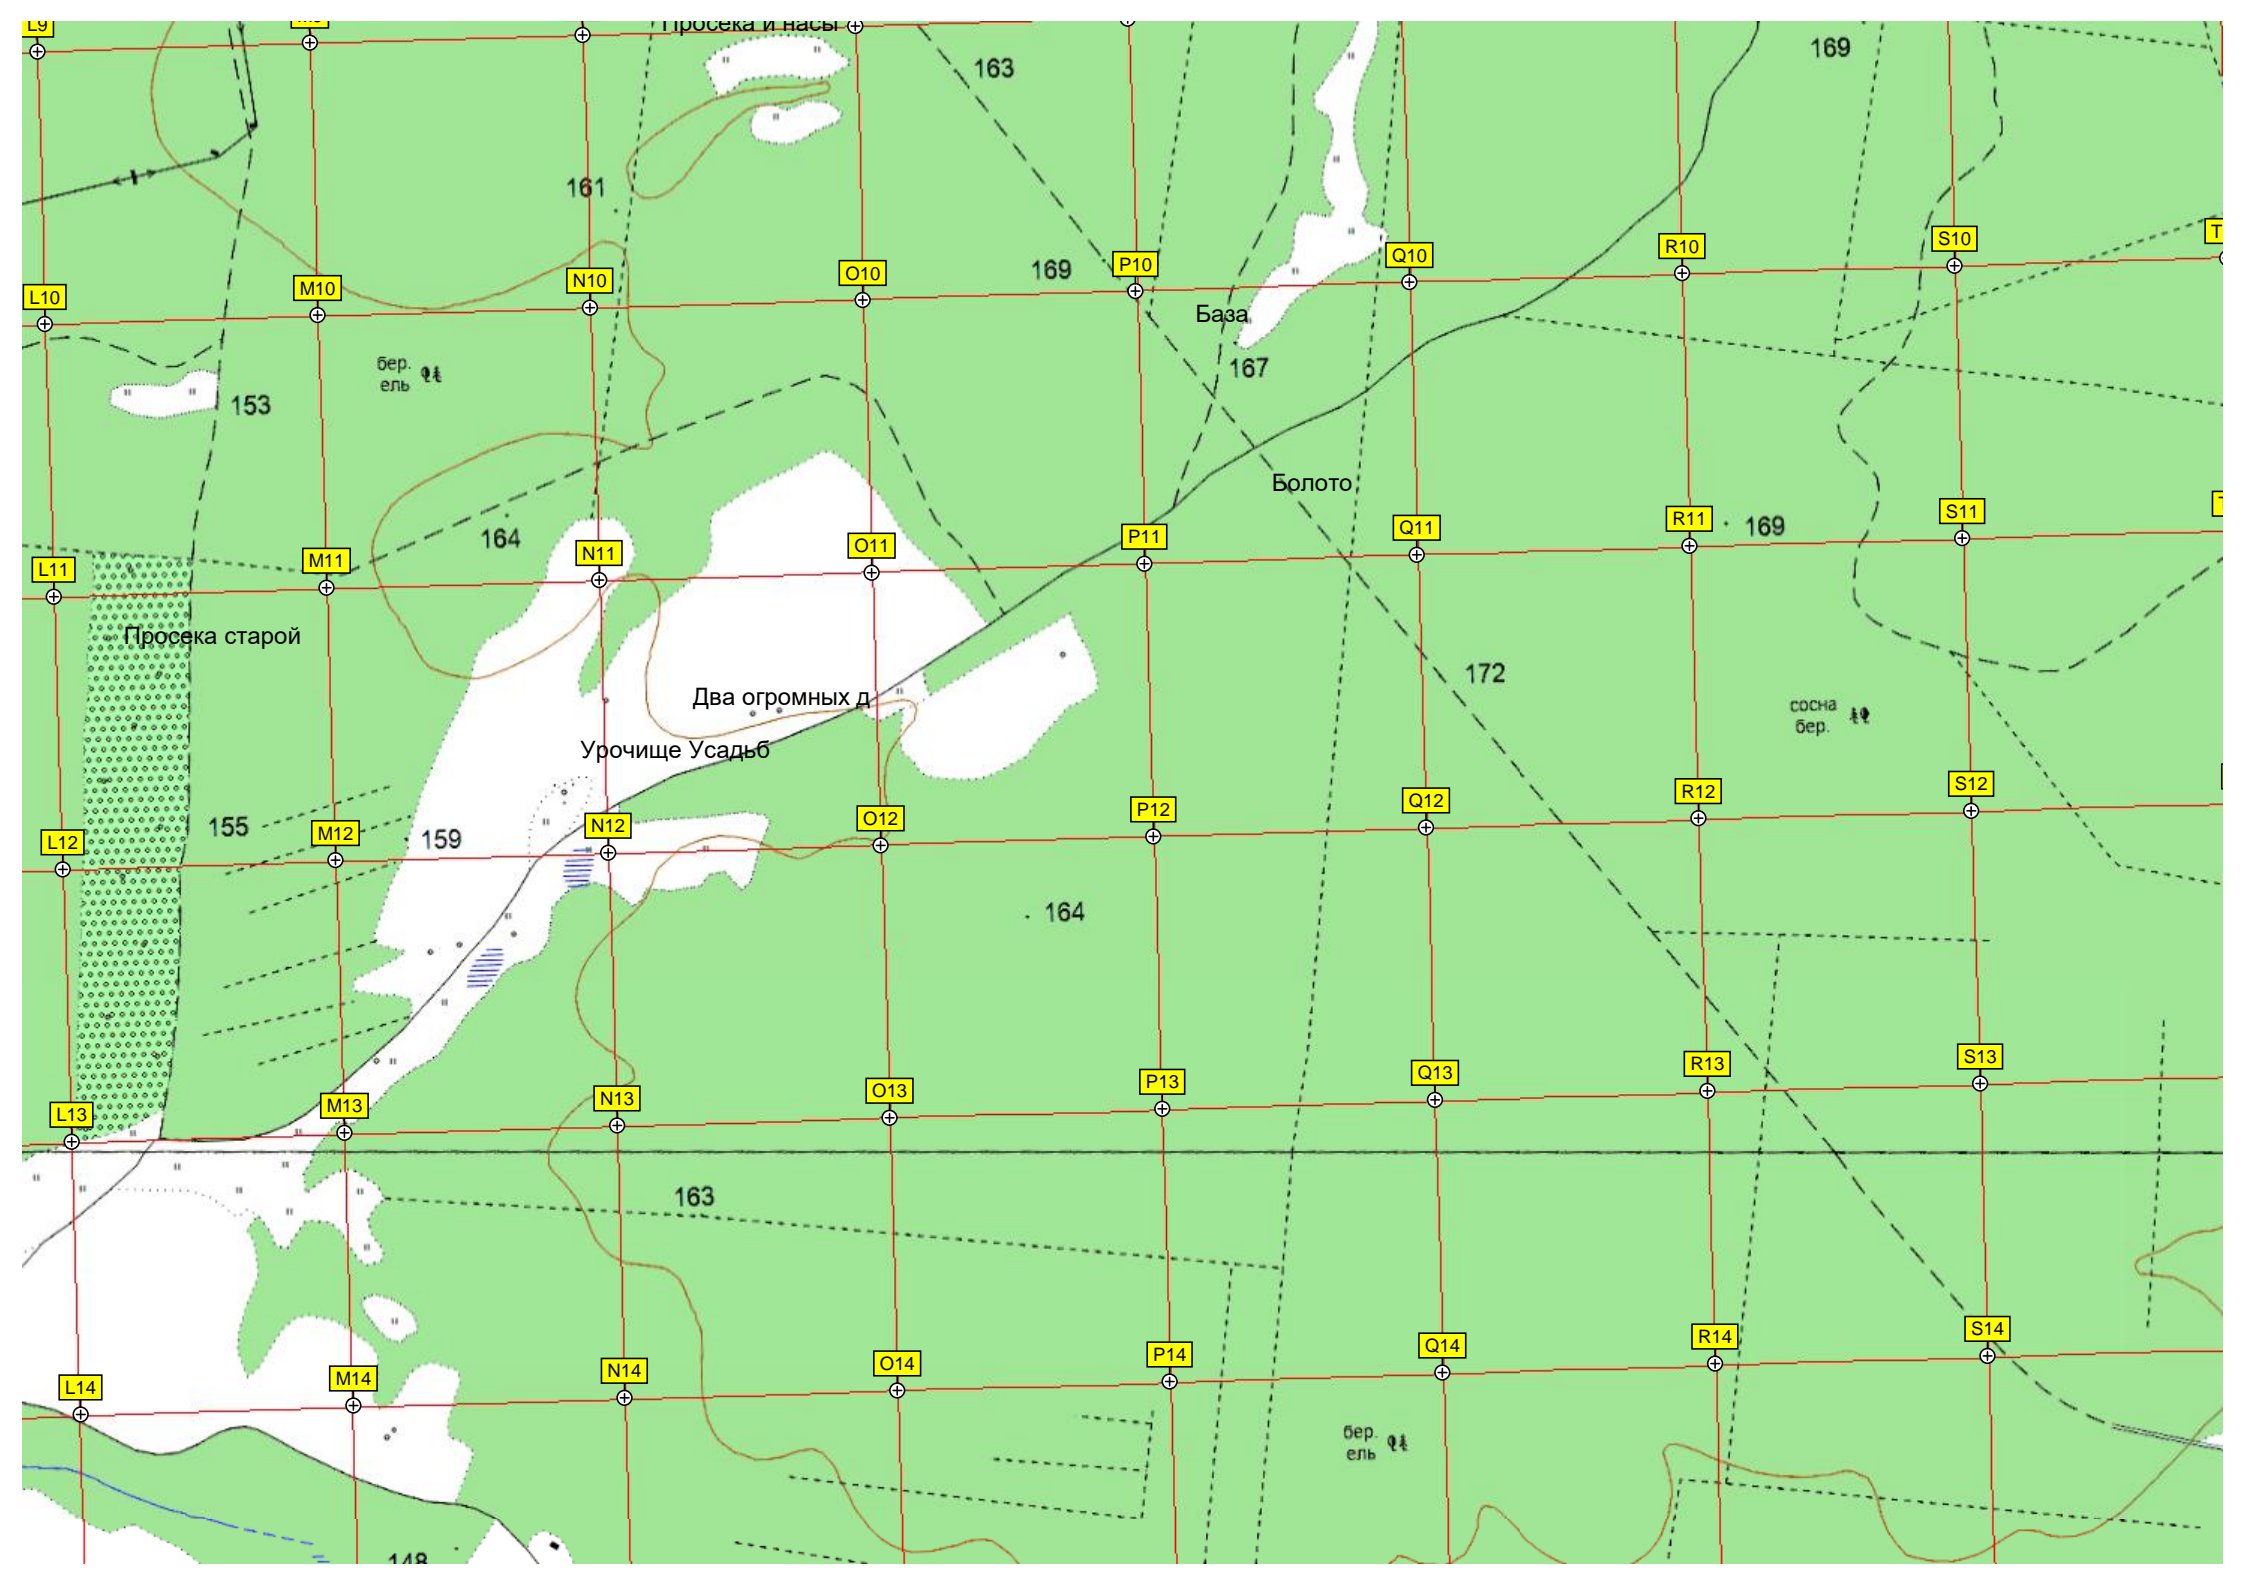 L9
Просека и насы
163
169
161
P10
Q10
R10
S10
L10
M10
N10
O10
169
База
бер.
ель
153
167
Болото
164
L11
M11
N11
O11
P11
Q11
R11
169
S11
Просека старой
172
Два огромных д
сосна
бер.
Урочище Усадьб
155
L12
M12
159
N12
O12
P12
Q12
R12
S12
164
L13
M13
N13
O13
P13
Q13
R13
S13
163
L14
M14
N14
O14
P14
Q14
R14
S14
бер.
ель
148